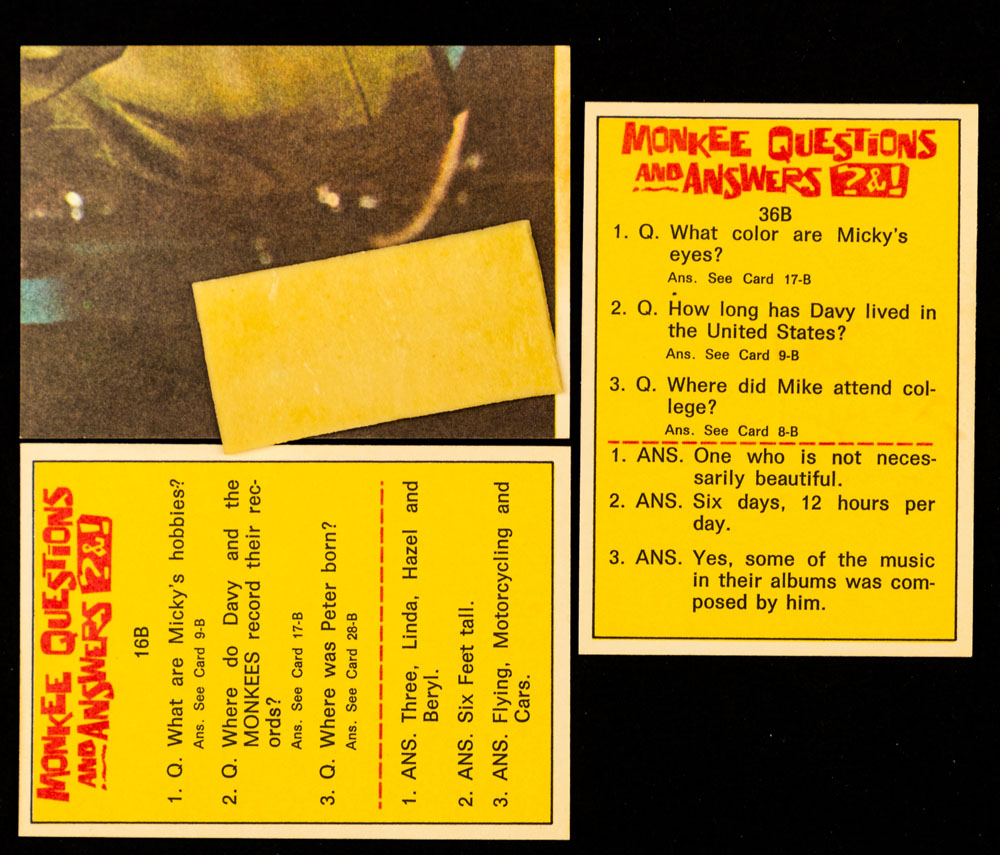 MONKEE QUESTIONS
AND ANSWERS ?&!
16B
1. Q. What are Micky's hobbies?
Ans. See Card 9-B
2. Q. Where do Davy and the
MONKEES record their rec-
ords?
Ans. See Card 17-B
3. Q. Where was Peter born?
Ans. See Card 28-B
1. ANS. Three, Linda, Hazel and
Beryl.
2. ANS. Six Feet tall.
3. ANS. Flying, Motorcycling and
Cars.
MONKEE QUESTIONS
AND ANSWERS ?&!
36B
1. Q. What color are Micky's
eyes?
Ans. See Card 17-B
2. Q. How long has Davy lived in
the United States?
Ans. See Card 9-B
3. Q. Where did Mike attend col-
lege?
Ans. See Card 8-B
1. ANS. One who is not neces-
sarily beautiful.
2. ANS. Six days, 12 hours per
day.
3. ANS. Yes, some of the music
in their albums was com-
posed by him.